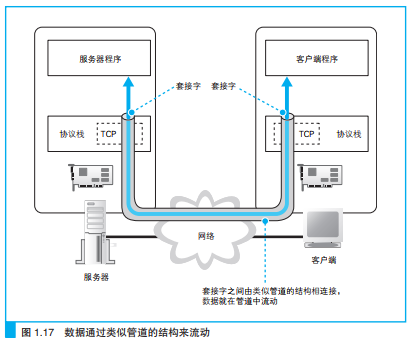 服务器程序
客户端程序
套接字 套接字
协议栈 TCP
TCP 协议栈
网络
服务器
客户端
套接字之间由类似管道的结构相连接，
数据就在管道中流动
图 1.17 数据通过类似管道的结构来流动